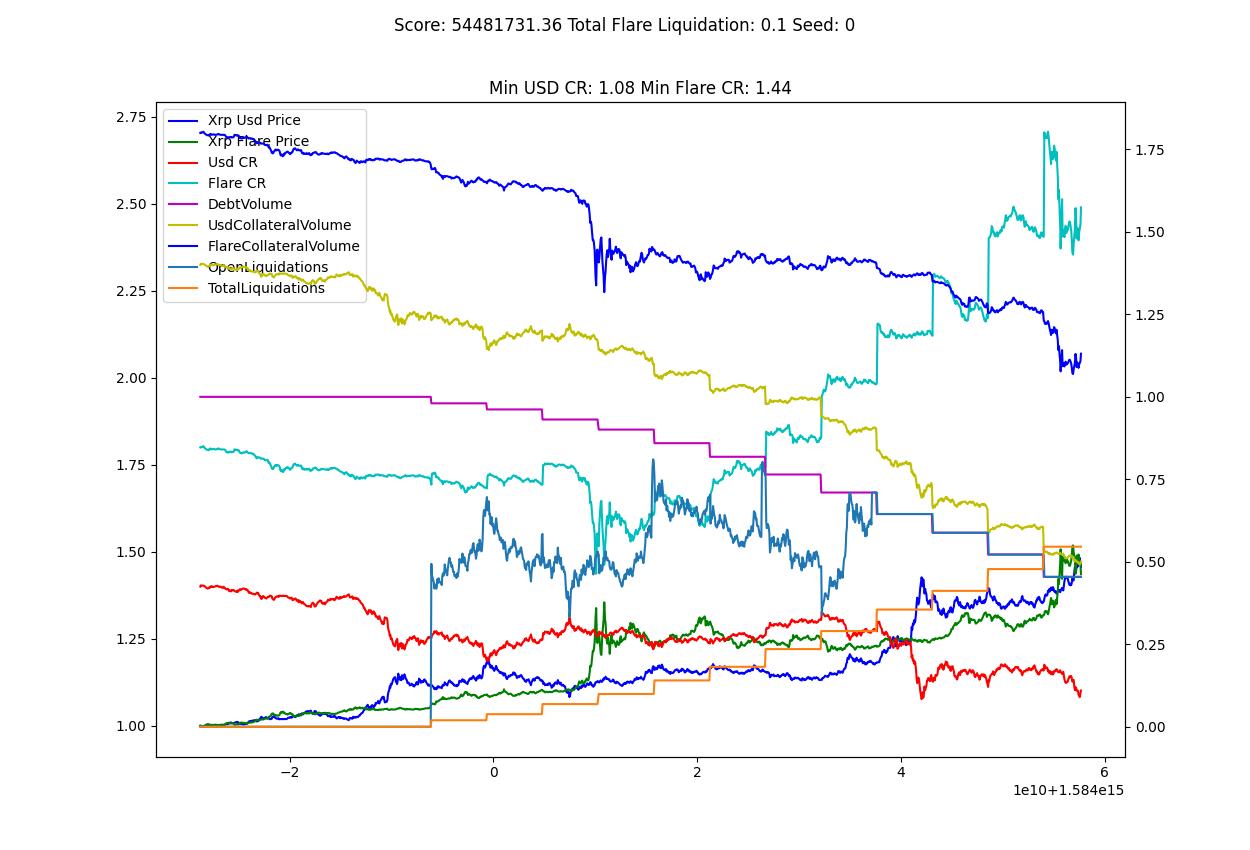 Score: 54481731.36 Total Flare Liquidation: 0.1 Seed: 0
Min USD CR: 1.08 Min Flare CR: 1.44
Xrp Usd Price
Xrp Flare Price
Usd CR
Flare CR
DebtVolume
UsdCollateralVolume
FlareCollateralVolume
OpenLiquidations
TotalLiquidations
2.75
2.50
2.25
2.00
1.75
1.50
1.25
1.00
1.75
1.50
1.25
1.00
0.75
0.50
0.25
0.00
−2 0 2 4 6
1e10+1.584e15